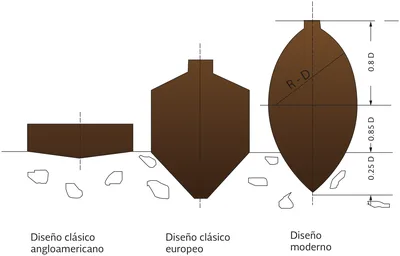 R - D
0.8 D
0.85 D
0.25 D
Diseño clásico
angloamericano
Diseño clásico
europeo
Diseño
moderno